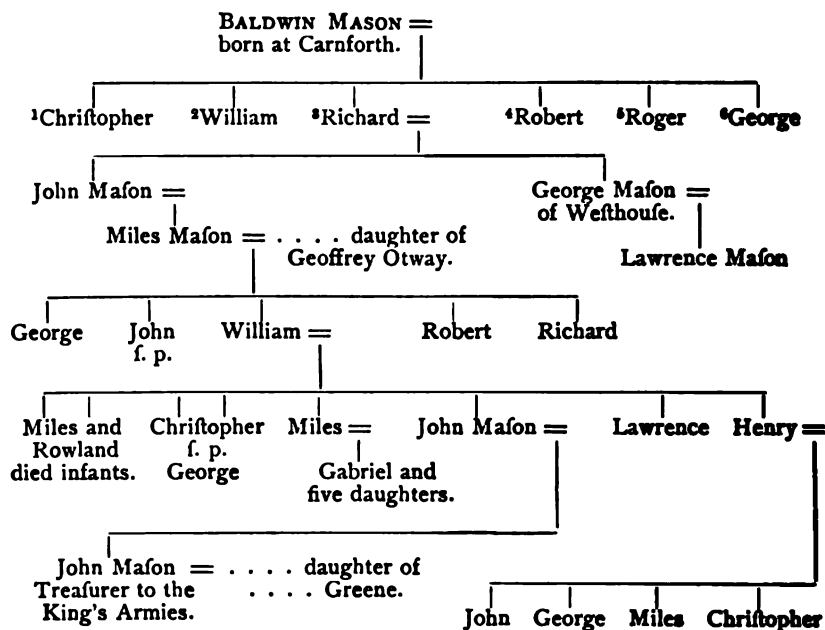 BALDWIN MASON =
born at Carnforth.
¹Chriſtopher ²William ³Richard = ⁴Robert ⁵Roger ⁶George
John Maſon = George Maſon =
of Weſthouſe.
Miles Maſon = . . . . daughter of
Geoffrey Otway.
Lawrence Maſon
George John William = Robert Richard
ſ. p.
Miles and Chriſtopher Miles = John Maſon = Lawrence Henry =
Rowland ſ. p.
died infants. George Gabriel and
five daughters.
John Maſon = . . . . daughter of
Treaſurer to the . . . . Greene.
King's Armies.
John George Miles Chriſtopher